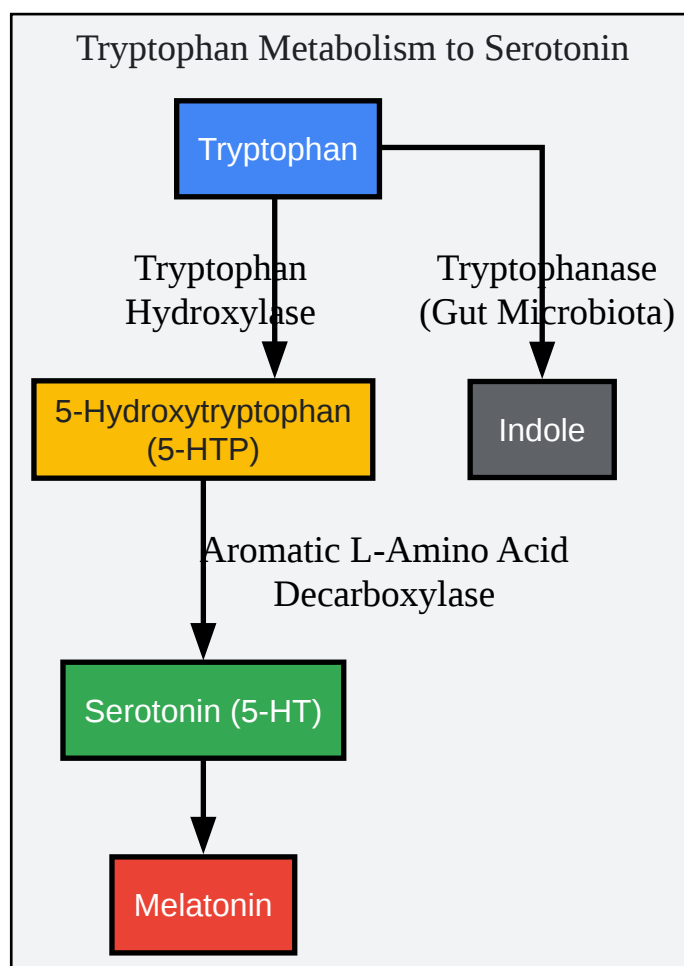 Tryptophan Metabolism to Serotonin
Tryptophan
Tryptophan
Hydroxylase
Tryptophanase
(Gut Microbiota)
5-Hydroxytryptophan
(5-HTP)
Indole
Aromatic L-Amino Acid
Decarboxylase
Serotonin (5-HT)
Melatonin